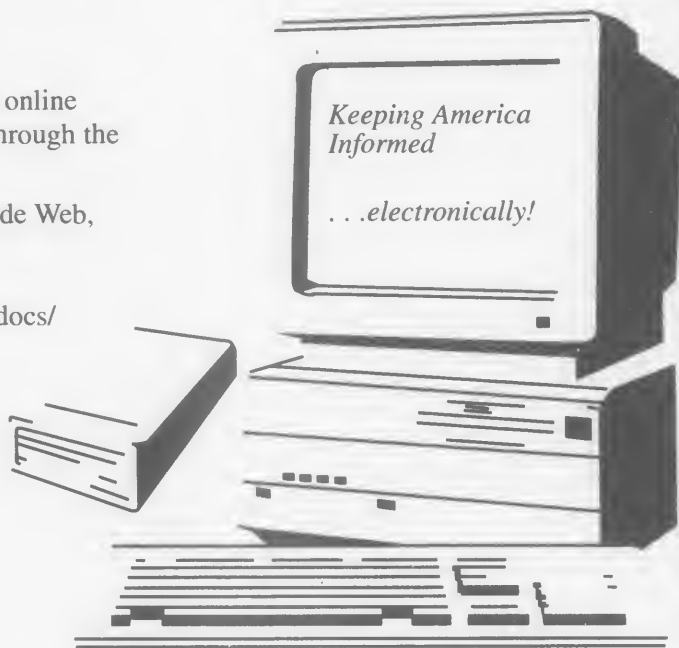 online
hrough the
de Web,
docs/
Keeping America
Informed
. . .electronically!